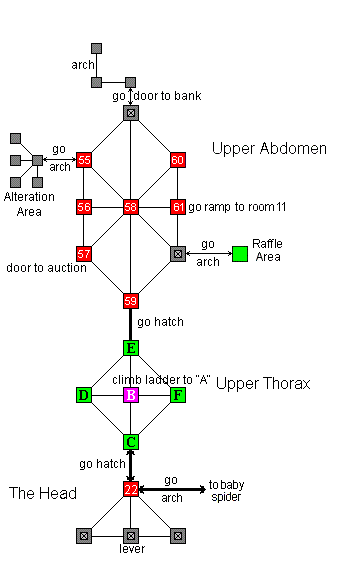 arch
go door to bank
go
arch
55
60
Upper Abdomen
Alteration
Area
56
58
61
go ramp to room 11
57
go
arch
Raffle
Area
door to auction
59
go hatch
E
climb ladder to "A"
Upper Thorax
D
B
F
C
go hatch
go
arch
to baby
spider
The Head
22
lever